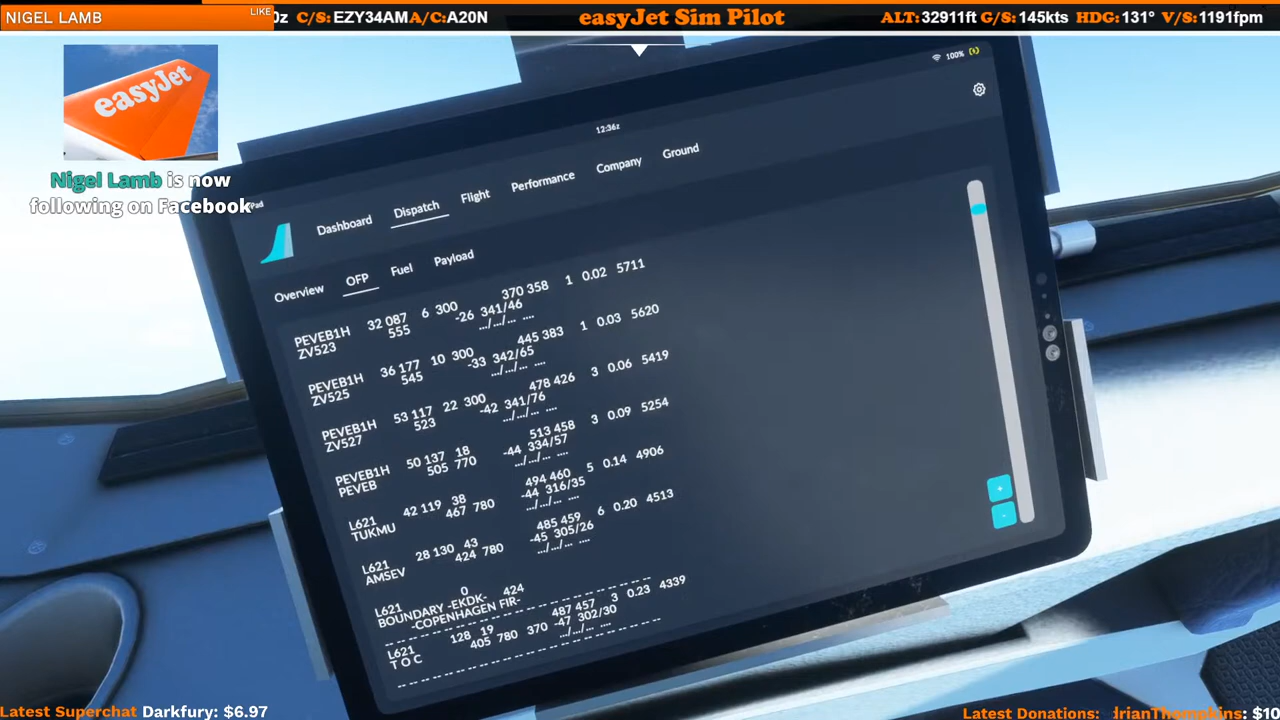 NIGEL LAMB
LIKE
0z C/S: EZY34AM A/C: A20N
easyJet Sim Pilot
ALT: 32911ft G/S: 145kts HDG: 131° V/S: 1191fpm
easyJet
Nigel Lamb is now
following on Facebook
Pad
12:36z
100%
Dashboard Dispatch Flight Performance Company Ground
Overview OFP Fuel Payload
PEVEB1H 32 087 6 300 370 358 1 0.02 5711
ZV523 555 -26 341/46
.../.../... ....
PEVEB1H 36 177 10 300 445 383 1 0.03 5620
ZV525 545 -33 342/65
.../.../... ....
PEVEB1H 53 117 22 300 478 426 3 0.06 5419
ZV527 523 -42 341/76
.../.../... ....
PEVEB1H 50 137 18 513 458 3 0.09 5254
PEVEB 505 770 -44 334/57
.../.../... ....
L621 42 119 38 494 460 5 0.14 4906
TUKMU 467 780 -44 316/35
.../.../... ....
L621 28 130 43 485 459 6 0.20 4513
AMSEV 424 780 -45 305/26
.../.../... ....
L621 0 424
BOUNDARY -EKDK-
-COPENHAGEN FIR-
-- -- -- -- -- -- -- -- -- -- -- -- -- -- -- -- -- -- -- --
L621 128 19 487 457 3 0.23 4339
T O C 405 780 370 -47 302/30
.../.../... ....
-- -- -- -- -- -- -- -- -- -- -- -- -- -- -- -- -- -- -- --
+
-
Latest Superchat Darkfury: $6.97
Latest Donations: drianThompkins: $10